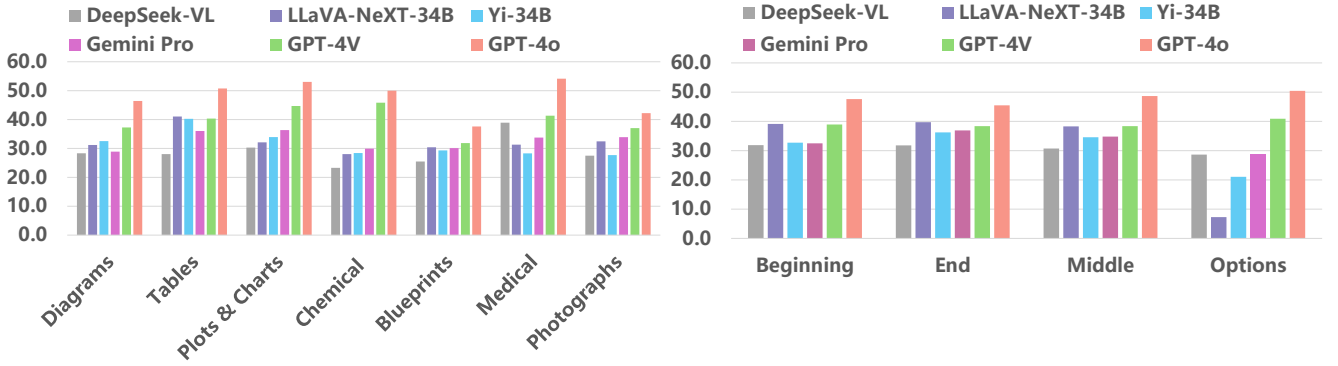 DeepSeek-VL LLaVA-NeXT-34B Yi-34B
Gemini Pro GPT-4V GPT-4o
60.0
50.0
40.0
30.0
20.0
10.0
0.0
Diagrams
Tables
Plots & Charts
Chemical
Blueprints
Medical
Photographs
DeepSeek-VL LLaVA-NeXT-34B Yi-34B
Gemini Pro GPT-4V GPT-4o
60.0
50.0
40.0
30.0
20.0
10.0
0.0
Beginning End Middle Options